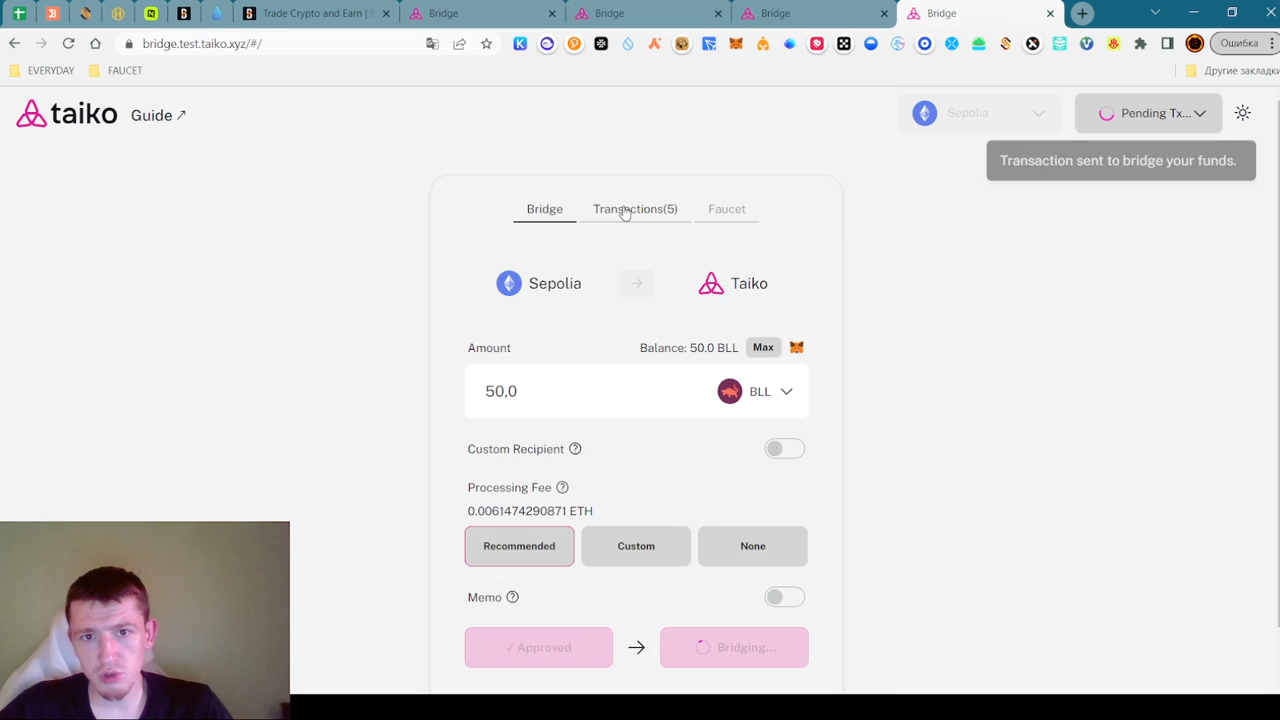 Trade Crypto and Earn | B
Bridge
Bridge
Bridge
Bridge
bridge.test.taiko.xyz/#/
Ошибка
EVERYDAY
FAUCET
Другие закладки
taiko
Guide ↗
Sepolia
Pending Tx...
Transaction sent to bridge your funds.
Bridge
Transactions(5)
Faucet
Sepolia
→
Taiko
Amount
Balance: 50.0 BLL
Max
50,0
BLL
Custom Recipient
Processing Fee
0.0061474290871 ETH
Recommended
Custom
None
Memo
✓ Approved
→
Bridging...